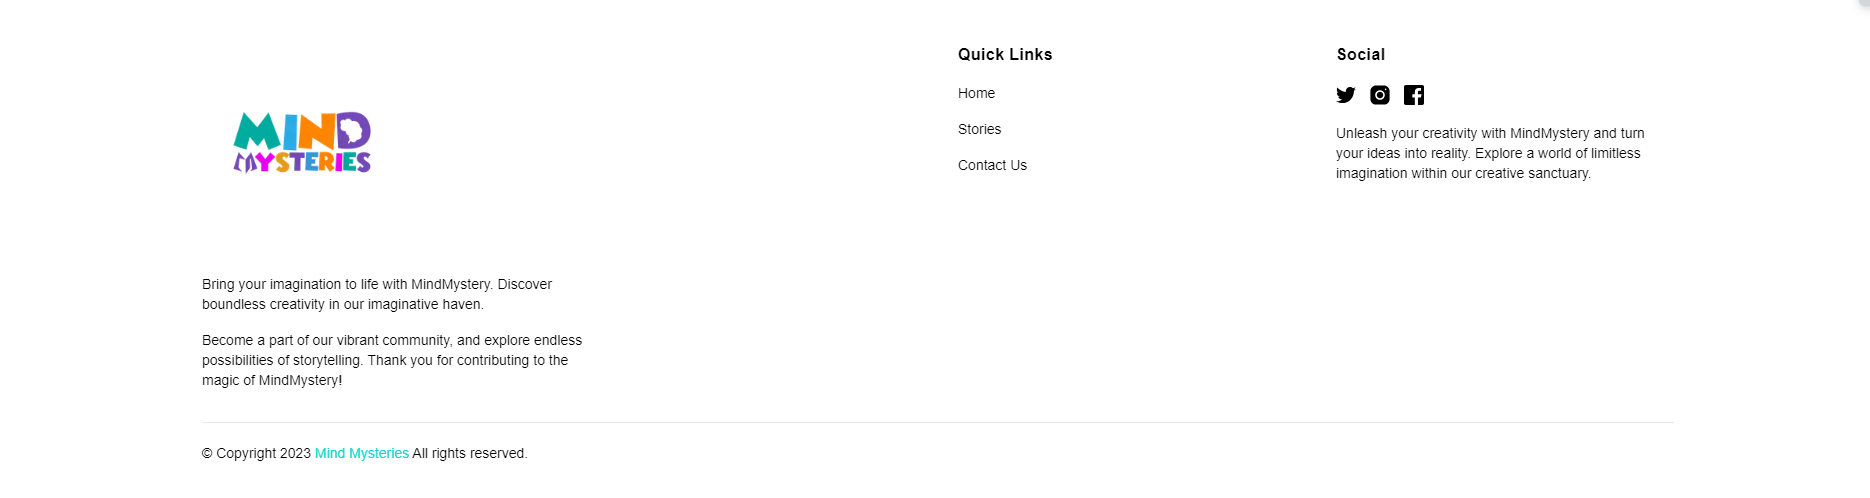 MIND
MYSTERIES
Bring your imagination to life with MindMystery. Discover
boundless creativity in our imaginative haven.
Become a part of our vibrant community, and explore endless
possibilities of storytelling. Thank you for contributing to the
magic of MindMystery!
Quick Links
Home
Stories
Contact Us
Social
Unleash your creativity with MindMystery and turn
your ideas into reality. Explore a world of limitless
imagination within our creative sanctuary.
© Copyright 2023 Mind Mysteries All rights reserved.